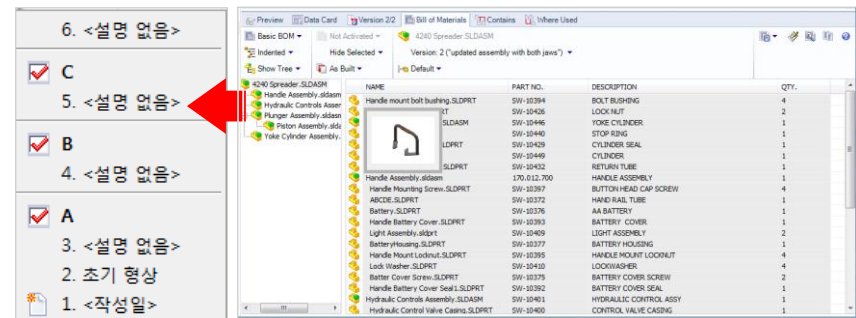 6. <설명 없음>
C
5. <설명 없음>
B
4. <설명 없음>
A
3. <설명 없음>
2. 초기 형상
1. <작성일>
Preview Data Card Version 2/2 Bill of Materials Contains Where Used
Basic BOM Not Activated 4240 Spreader.SLDASM
Indented Hide Selected Version: 2 ("updated assembly with both jaws")
Show Tree As Built Default
4240 Spreader.SLDASM
Handle Assembly.sldasm
Hydraulic Controls Asser
Plunger Assembly.sldasm
Piston Assembly.slda
Yoke Cylinder Assembly.
NAME PART NO. DESCRIPTION QTY.
Handle mount bolt bushing.SLDPRT SW-10394 BOLT BUSHING 4
RT SW-10426 LOCK NUT 2
SLDASM SW-10446 YOKE CYLINDER 1
SW-10440 STOP RING 1
LDPRT SW-10429 CYLINDER SEAL 1
SW-10449 CYLINDER 1
SLDPRT SW-10432 RETURN TUBE 1
Handle Assembly.sldasm 170.012.700 HANDLE ASSEMBLY 1
Handle Mounting Screw.SLDPRT SW-10397 BUTTON HEAD CAP SCREW 4
ABCDE.SLDPRT SW-10372 HAND RAIL TUBE 1
Battery.SLDPRT SW-10376 AA BATTERY 1
Handle Battery Cover.SLDPRT SW-10393 BATTERY COVER 1
Light Assembly.sldprt SW-10409 LIGHT ASSEMBLY 2
BatteryHousing.SLDPRT SW-10377 BATTERY HOUSING 1
Handle Mount Locknut.SLDPRT SW-10395 HANDLE MOUNT LOCKNUT 4
Lock Washer.SLDPRT SW-10410 LOCKWASHER 4
Batter Cover Screw.SLDPRT SW-10375 BATTERY COVER SCREW 2
Handle Battery Cover Seal1.SLDPRT SW-10392 BATTERY COVER SEAL 1
Hydraulic Controls Assembly.SLDASM SW-10401 HYDRAULIC CONTROL ASSY 1
Hydraulic Control Valve Casing.SLDPRT SW-10400 CONTROL VALVE CASING 1